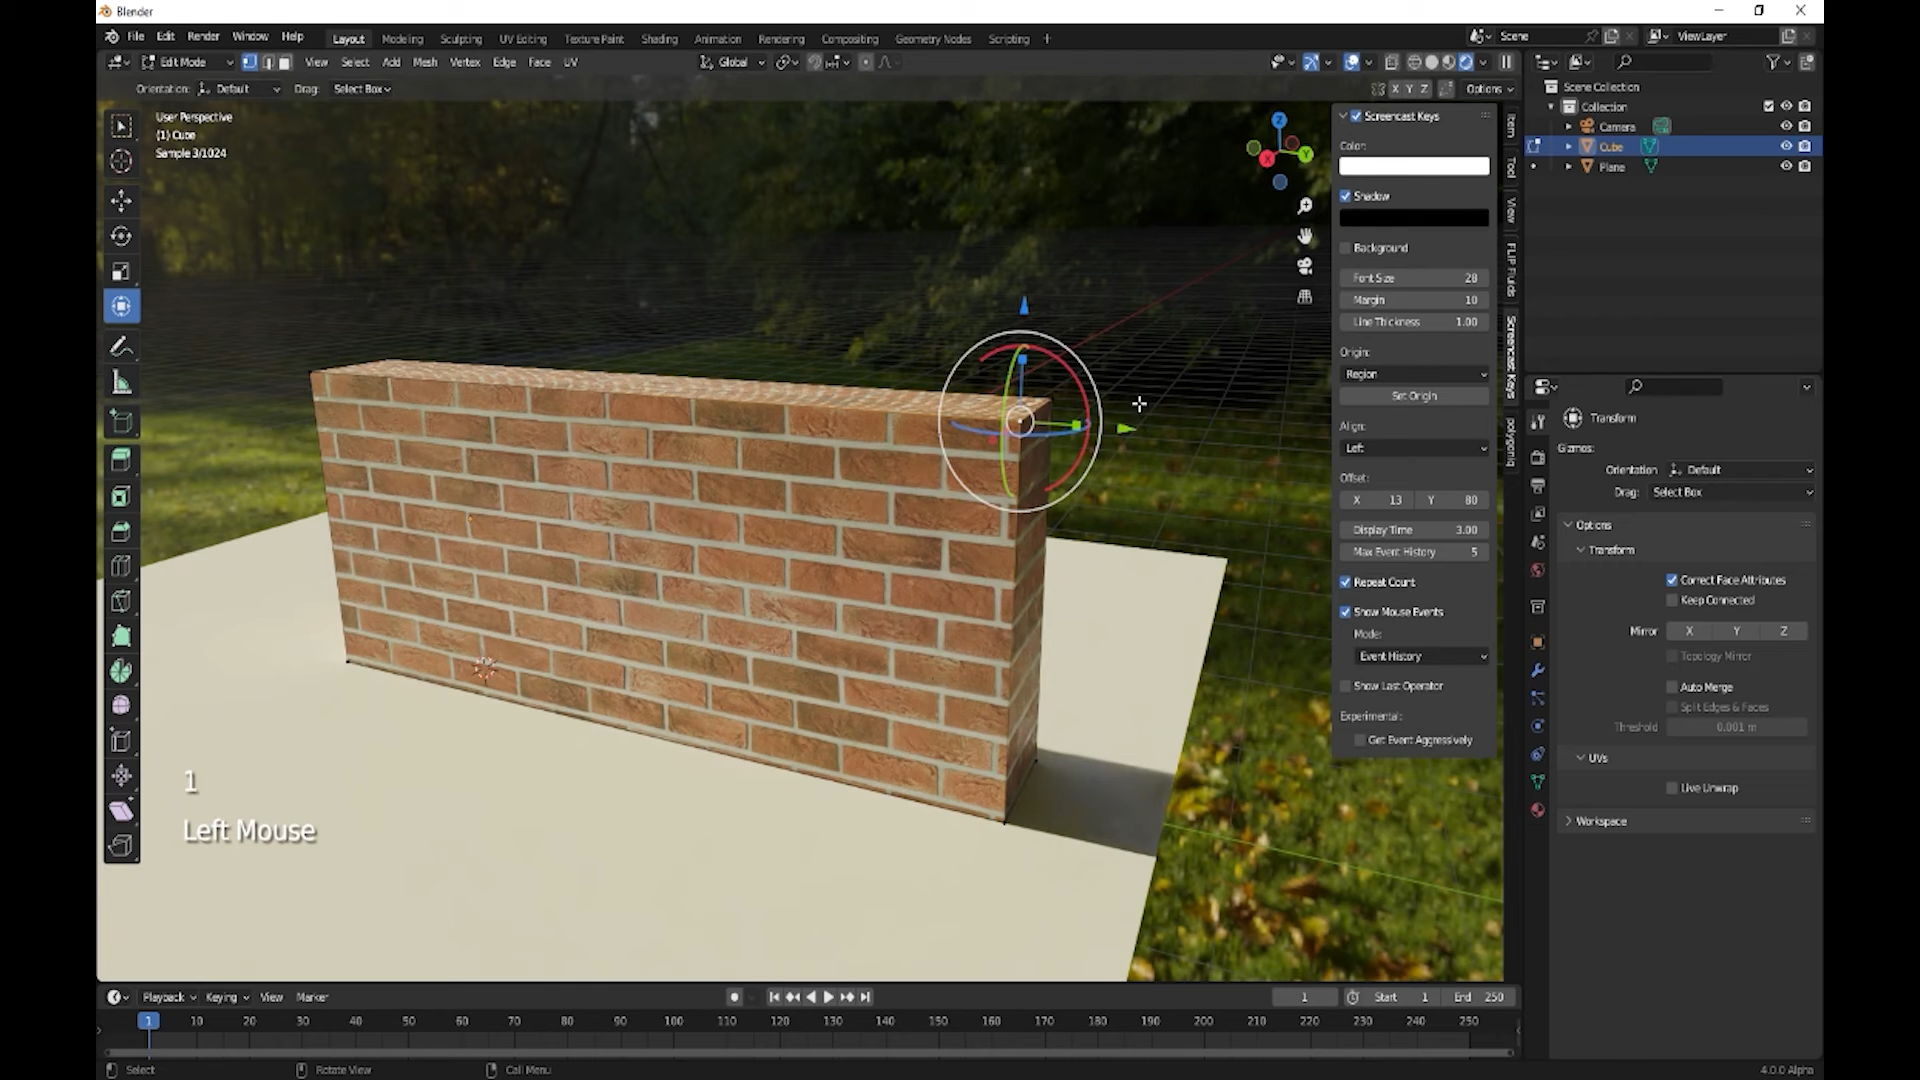 Blender
File Edit Render Window Help
Layout Modeling Sculpting UV Editing Texture Paint Shading Animation Rendering Compositing Geometry Nodes Scripting +
Scene
ViewLayer
Edit Mode View Select Add Mesh Vertex Edge Face UV
Global
Orientation: Default Drag: Select Box
X Y Z Options
User Perspective
(1) Cube
Sample 3/1024
Z
X
Y
Screencast Keys
Color:
Shadow
Background
Font Size 28
Margin 10
Line Thickness 1.00
Origin:
Region
Set Origin
Align:
Left
Offset:
X 13 Y 80
Display Time 3.00
Max Event History 5
Repeat Count
Show Mouse Events
Mode:
Event History
Show Last Operator
Experimental:
Get Event Aggressively
Item
Tool
View
FLIP Fluids
Screencast Keys
polygoniq
Scene Collection
Collection
Camera
Cube
Plane
Transform
Gizmos:
Orientation Default
Drag: Select Box
Options
Transform
Correct Face Attributes
Keep Connected
Mirror X Y Z
Topology Mirror
Auto Merge
Split Edges & Faces
Threshold 0.001 m
UVs
Live Unwrap
Workspace
1
Left Mouse
Playback Keying View Marker
1 Start 1 End 250
1 10 20 30 40 50 60 70 80 90 100 110 120 130 140 150 160 170 180 190 200 210 220 230 240 250
Select Rotate View Call Menu
4.0.0 Alpha